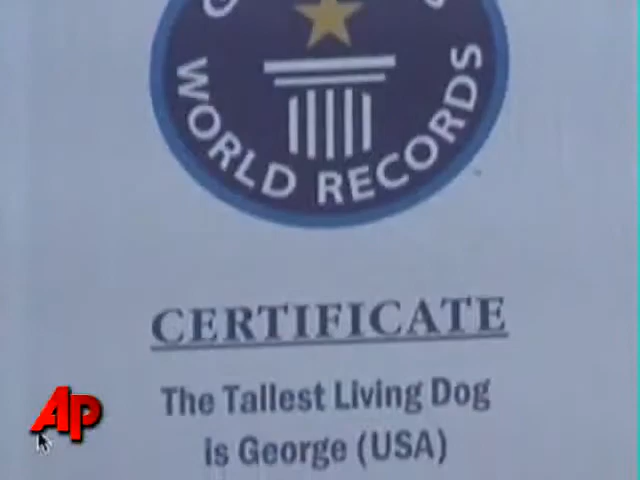 WORLD RECORDS
CERTIFICATE
The Tallest Living Dog
is George (USA)
AP